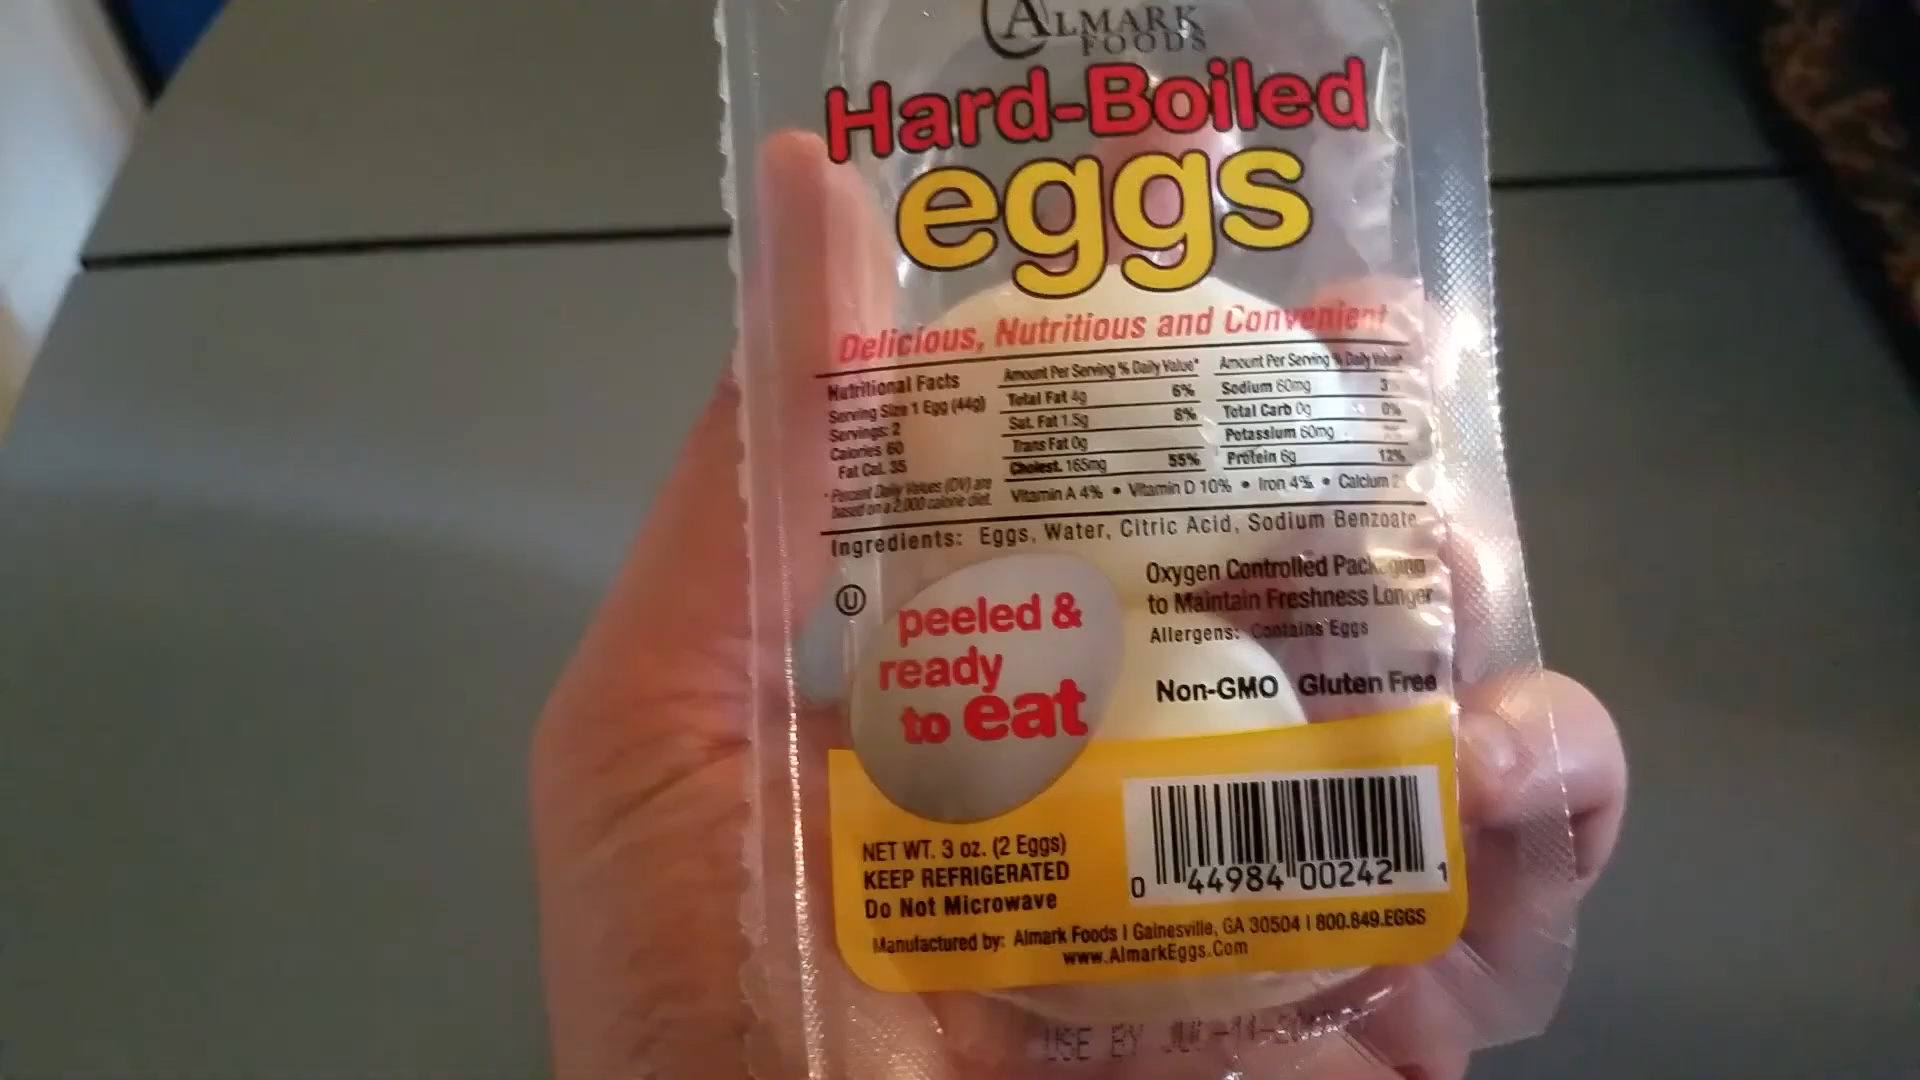 ALMARK
FOODS
Hard-Boiled
eggs
Delicious, Nutritious and Convenient
Nutritional Facts
Serving Size 1 Egg (44g)
Servings: 2
Calories 60
Fat Cal. 35
*Percent Daily Values (DV) are
based on a 2,000 calorie diet.
Amount Per Serving % Daily Value*
Total Fat 4g 6%
Sat. Fat 1.5g 8%
Trans Fat 0g
Cholest. 165mg 55%
Amount Per Serving % Daily Value*
Sodium 60mg 3
Total Carb 0g 0%
Potassium 60mg
Protein 6g 12%
Vitamin A 4% • Vitamin D 10% • Iron 4% • Calcium 2
Ingredients: Eggs, Water, Citric Acid, Sodium Benzoate
U
peeled &
ready
to eat
Oxygen Controlled Packaging
to Maintain Freshness Longer
Allergens: Contains Eggs
Non-GMO Gluten Free
NET WT. 3 oz. (2 Eggs)
KEEP REFRIGERATED
Do Not Microwave
0 44984 00242 1
Manufactured by: Almark Foods | Gainesville, GA 30504 | 800.849.EGGS
www.AlmarkEggs.Com
USE BY